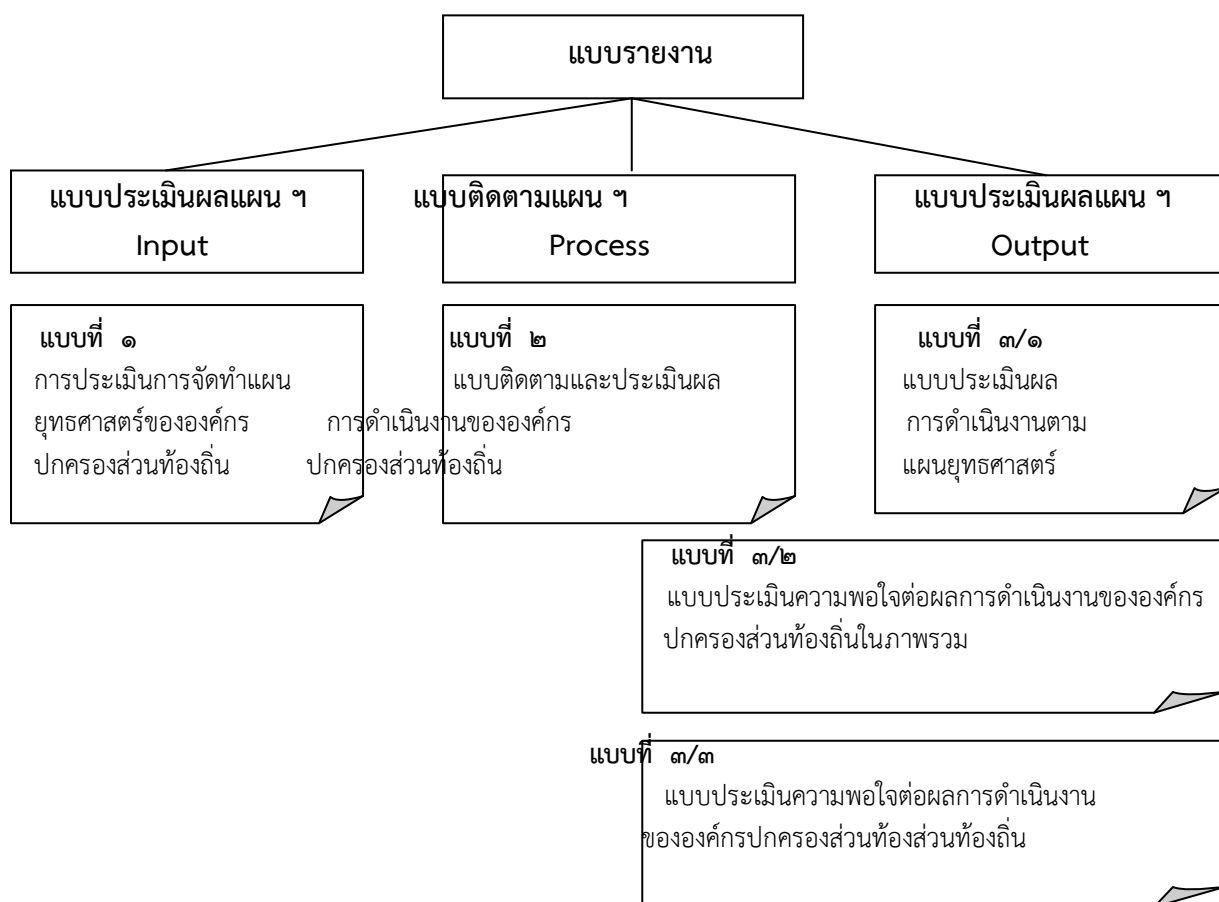 แบบรายงาน
แบบประเมินผลแผน ฯ
Input
แบบติดตามแผน ฯ
Process
แบบประเมินผลแผน ฯ
Output
แบบที่ ๑
การประเมินการจัดทำแผน
ยุทธศาสตร์ขององค์กร
ปกครองส่วนท้องถิ่น
แบบที่ ๒
แบบติดตามและประเมินผล
การดำเนินงานขององค์กร
ปกครองส่วนท้องถิ่น
แบบที่ ๓/๑
แบบประเมินผล
การดำเนินงานตาม
แผนยุทธศาสตร์
แบบที่ ๓/๒
แบบประเมินความพอใจต่อผลการดำเนินงานขององค์กร
ปกครองส่วนท้องถิ่นในภาพรวม
แบบที่ ๓/๓
แบบประเมินความพอใจต่อผลการดำเนินงาน
ขององค์กรปกครองส่วนท้องส่วนท้องถิ่น